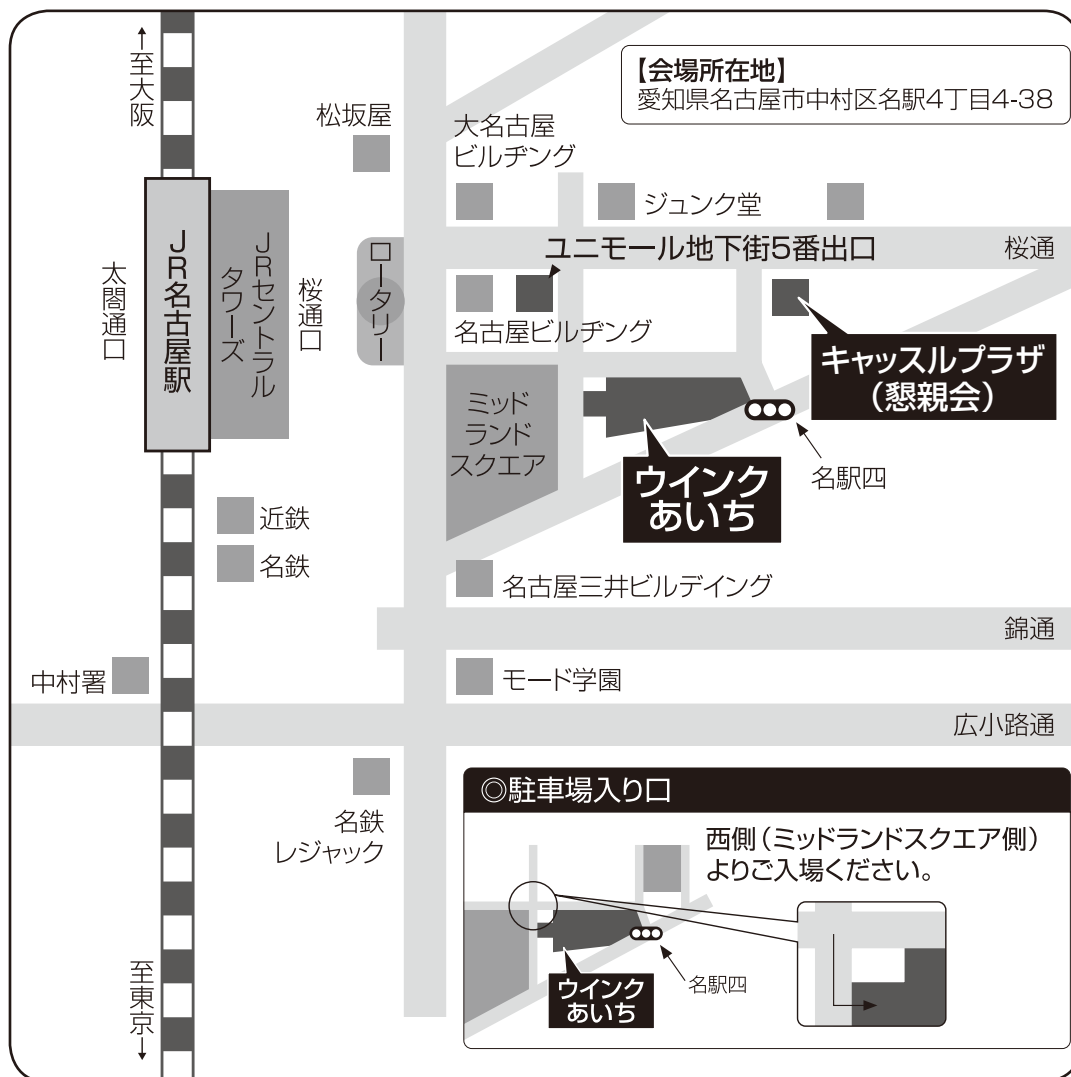 ↑至大阪
【会場所在地】
愛知県名古屋市中村区名駅4丁目4-38
松坂屋
大名古屋
ビルヂング
ジュンク堂
ユニモール地下街5番出口
桜通
太閤通口
JR名古屋駅
JRセントラル
タワーズ
桜通口
ロータリー
名古屋ビルヂング
キャッスルプラザ
(懇親会)
ミッド
ランド
スクエア
ウインク
あいち
名駅四
近鉄
名鉄
名古屋三井ビルデイング
錦通
中村署
モード学園
広小路通
名鉄
レジャック
◎駐車場入り口
西側(ミッドランドスクエア側)
よりご入場ください。
ウインク
あいち
名駅四
至東京→